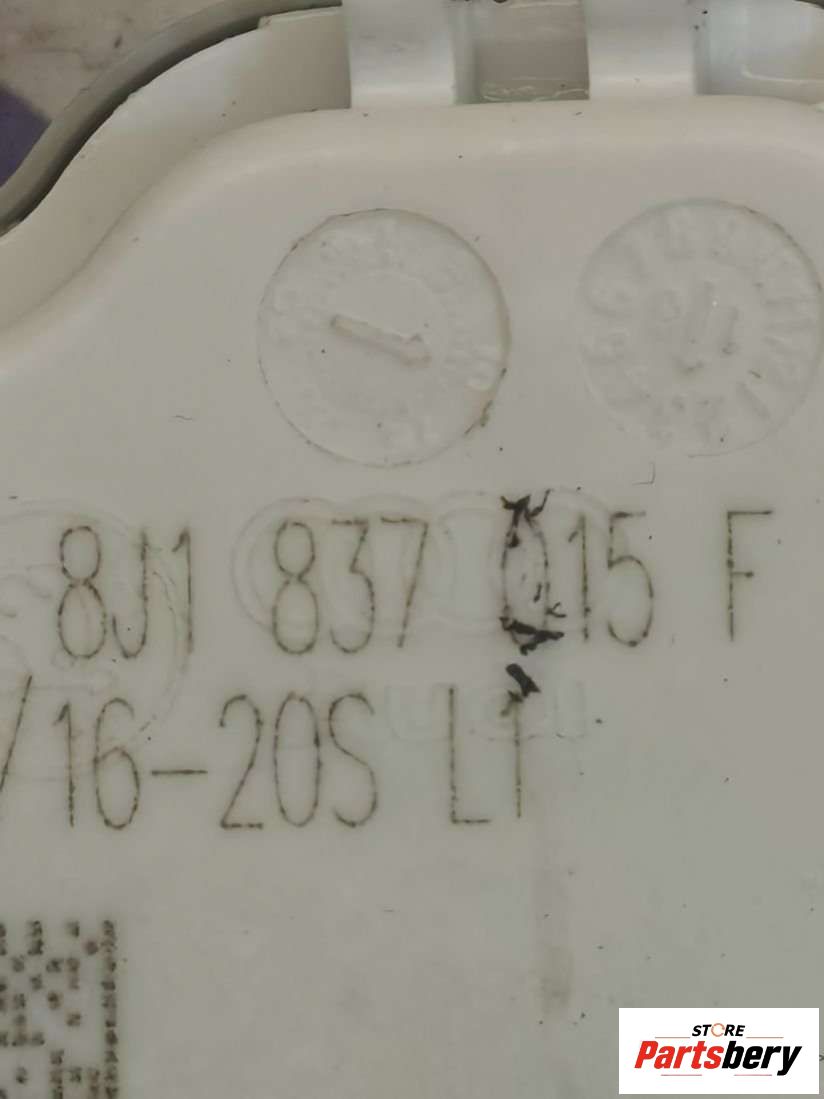 8J1 837 015 F
/16-20S L1
STORE
Partsbery